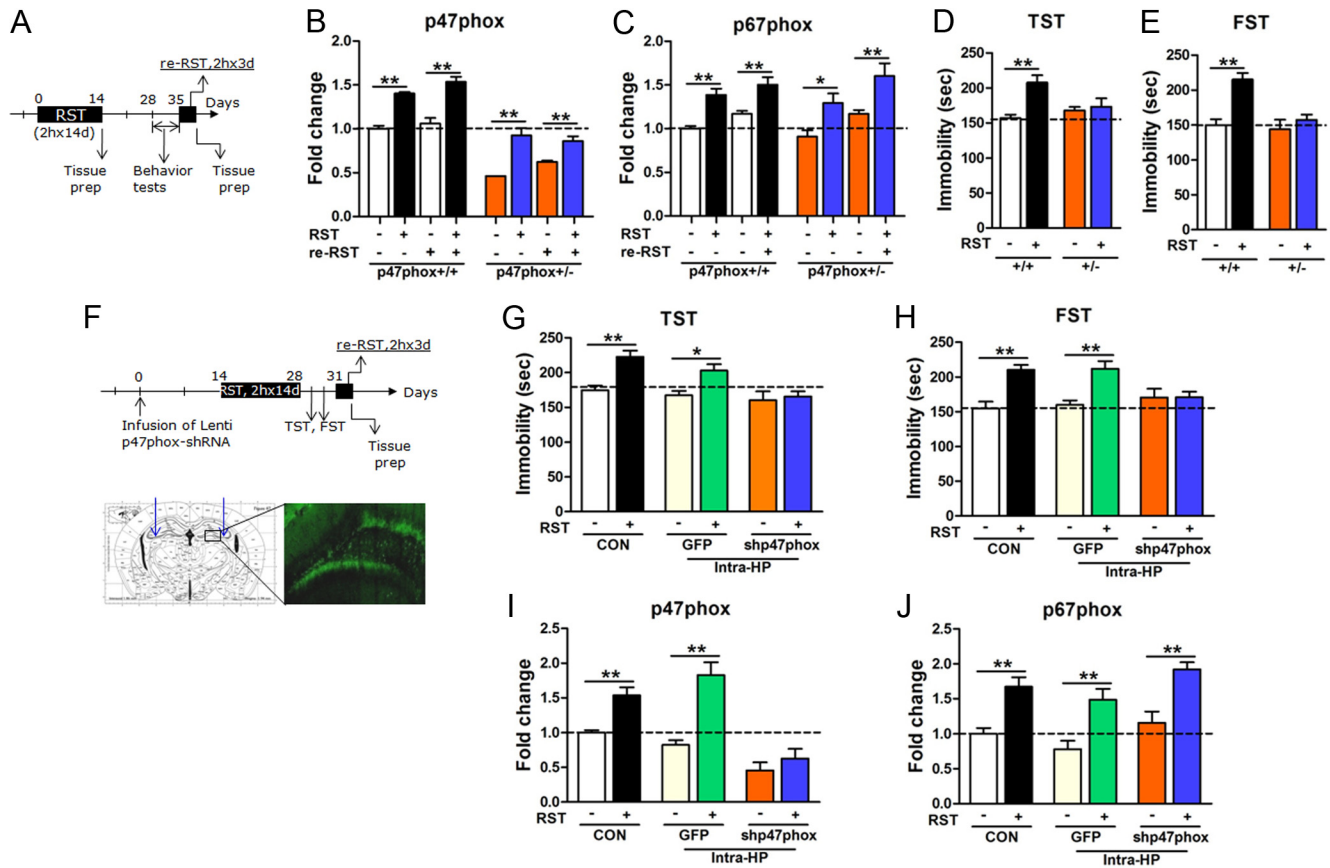 A
re-RST,2hx3d
0 14 28 35 Days
RST
(2hx14d)
Tissue prep
Behavior tests
Tissue prep
B
p47phox
Fold change
2.0
1.5
1.0
0.5
0.0
** ** ** **
RST - + - + - + - +
re-RST - - + + - - + +
p47phox+/+ p47phox+/-
C
p67phox
Fold change
2.0
1.5
1.0
0.5
0.0
** ** * **
RST - + - + - + - +
re-RST - - + + - - + +
p47phox+/+ p47phox+/-
D
TST
Immobility (sec)
250
200
150
100
50
0
**
RST - + - +
+/+ +/-
E
FST
Immobility (sec)
250
200
150
100
50
0
**
RST - + - +
+/+ +/-
F
re-RST,2hx3d
0 14 28 31
RST, 2hx14d
Days
Infusion of Lenti
p47phox-shRNA
TST, FST
Tissue
prep
G
TST
Immobility (sec)
250
200
150
100
50
0
** *
RST - + - + - +
CON GFP shp47phox
Intra-HP
H
FST
Immobility (sec)
250
200
150
100
50
0
** **
RST - + - + - +
CON GFP shp47phox
Intra-HP
I
p47phox
Fold change
2.5
2.0
1.5
1.0
0.5
0.0
** **
RST - + - + - +
CON GFP shp47phox
Intra-HP
J
p67phox
Fold change
2.5
2.0
1.5
1.0
0.5
0.0
** ** **
RST - + - + - +
CON GFP shp47phox
Intra-HP